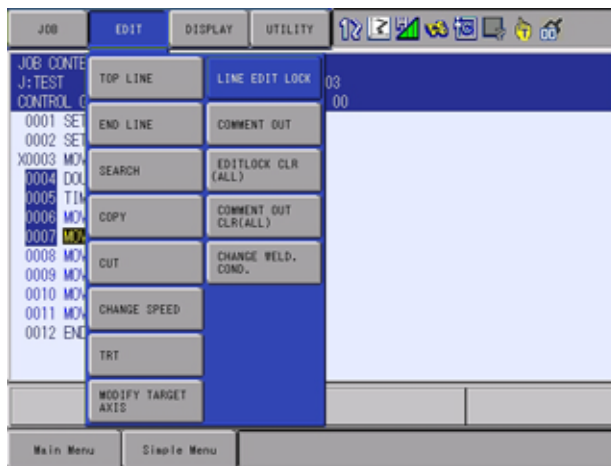 JOB EDIT DISPLAY UTILITY
JOB CONTE
J:TEST 03
CONTROL G 00
TOP LINE LINE EDIT LOCK
END LINE COMMENT OUT
SEARCH EDITLOCK CLR
(ALL)
COPY COMMENT OUT
CLR(ALL)
CUT CHANGE WELD.
COND.
CHANGE SPEED
TRT
MODIFY TARGET
AXIS
0001 SET
0002 SET
X0003 MOV
0004 DOU
0005 TIM
0006 MOV
0007 MOV
0008 MOV
0009 MOV
0010 MOV
0011 MOV
0012 END
Main Menu Simple Menu